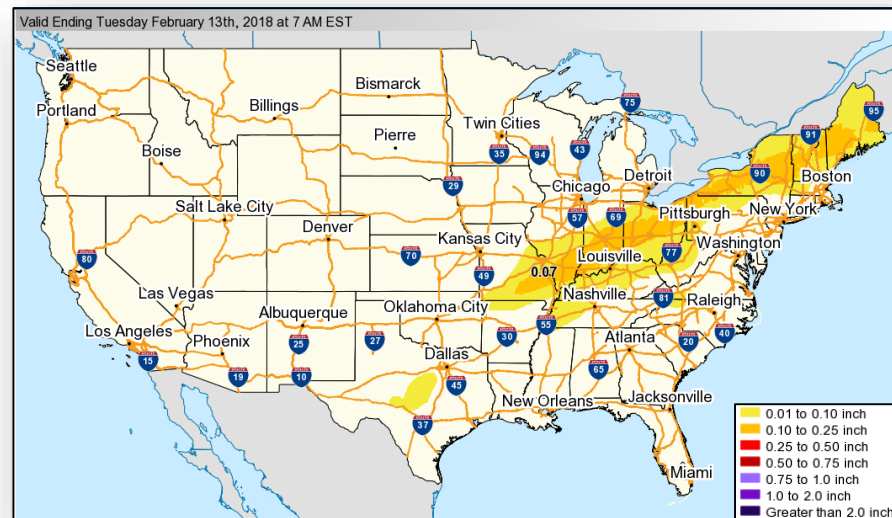 Valid Ending Tuesday February 13th, 2018 at 7 AM EST
Seattle
75
95
Bismarck
Portland
Billings
Twin Cities
91
Pierre
35
94
43
Boise
90
Boston
Detroit
29
Chicago
Salt Lake City
57
69
Pittsburgh
New York
Denver
Kansas City
Washington
80
70
Louisville
77
0.07
49
Las Vegas
Nashville
81
Raleigh
Albuquerque
Oklahoma City
Los Angeles
Phoenix
25
27
30
55
Atlanta
20
40
15
Dallas
19
10
45
65
New Orleans
Jacksonville
37
Miami
0.01 to 0.10 inch
0.10 to 0.25 inch
0.25 to 0.50 inch
0.50 to 0.75 inch
0.75 to 1.0 inch
1.0 to 2.0 inch
Greater than 2.0 inch